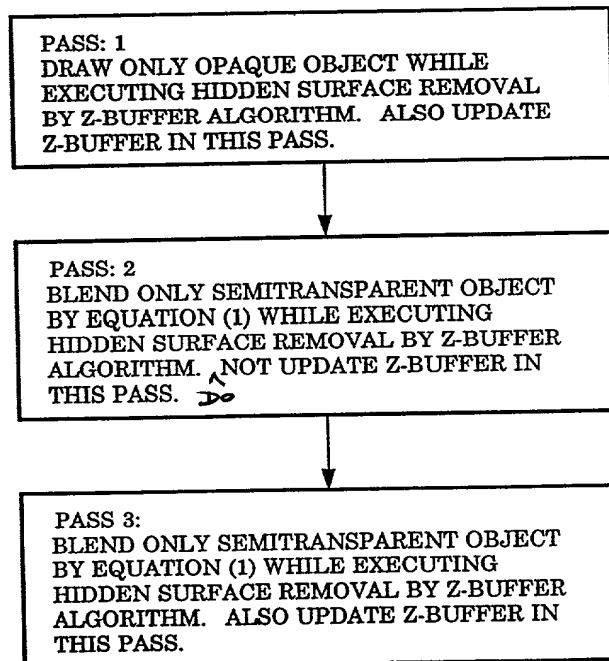 PASS: 1
DRAW ONLY OPAQUE OBJECT WHILE
EXECUTING HIDDEN SURFACE REMOVAL
BY Z-BUFFER ALGORITHM. ALSO UPDATE
Z-BUFFER IN THIS PASS.
PASS: 2
BLEND ONLY SEMITRANSPARENT OBJECT
BY EQUATION (1) WHILE EXECUTING
HIDDEN SURFACE REMOVAL BY Z-BUFFER
ALGORITHM. NOT UPDATE Z-BUFFER IN
THIS PASS. Do
PASS 3:
BLEND ONLY SEMITRANSPARENT OBJECT
BY EQUATION (1) WHILE EXECUTING
HIDDEN SURFACE REMOVAL BY Z-BUFFER
ALGORITHM. ALSO UPDATE Z-BUFFER IN
THIS PASS.